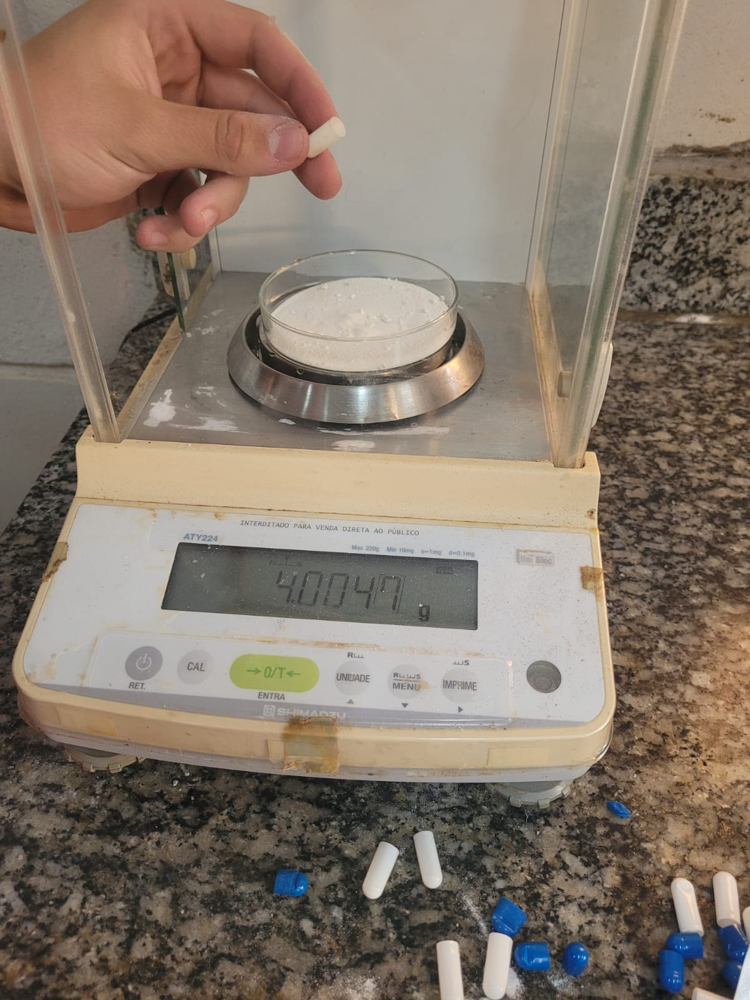 INTERDITADO PARA VENDA DIRETA AO PÚBLICO
ATY224
Max 220g Min 10mg e=1mg d=0.1mg
Uni Bloc
4.0047 g
CAL
→O/T←
UNIDADE
MENU
IMPRIME
RET.
ENTRA
SHIMADZU